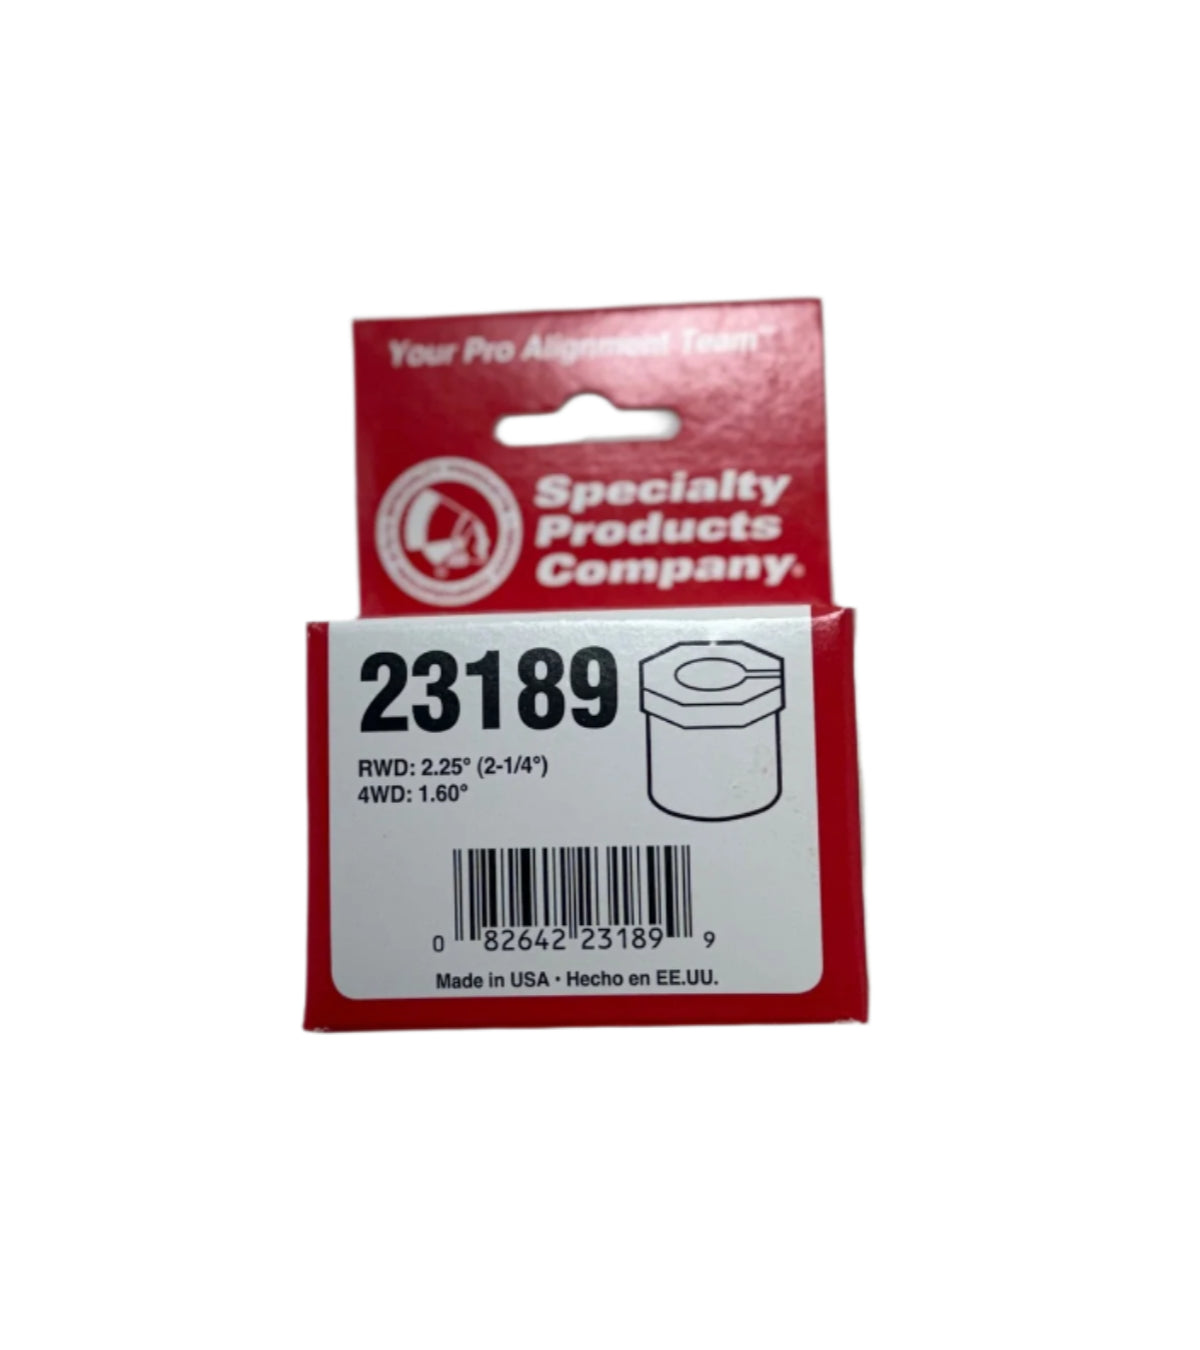 Your Pro Alignment Team™
Specialty
Products
Company®
23189
RWD: 2.25° (2-1/4°)
4WD: 1.60°
0 82642 23189 9
Made in USA • Hecho en EE.UU.